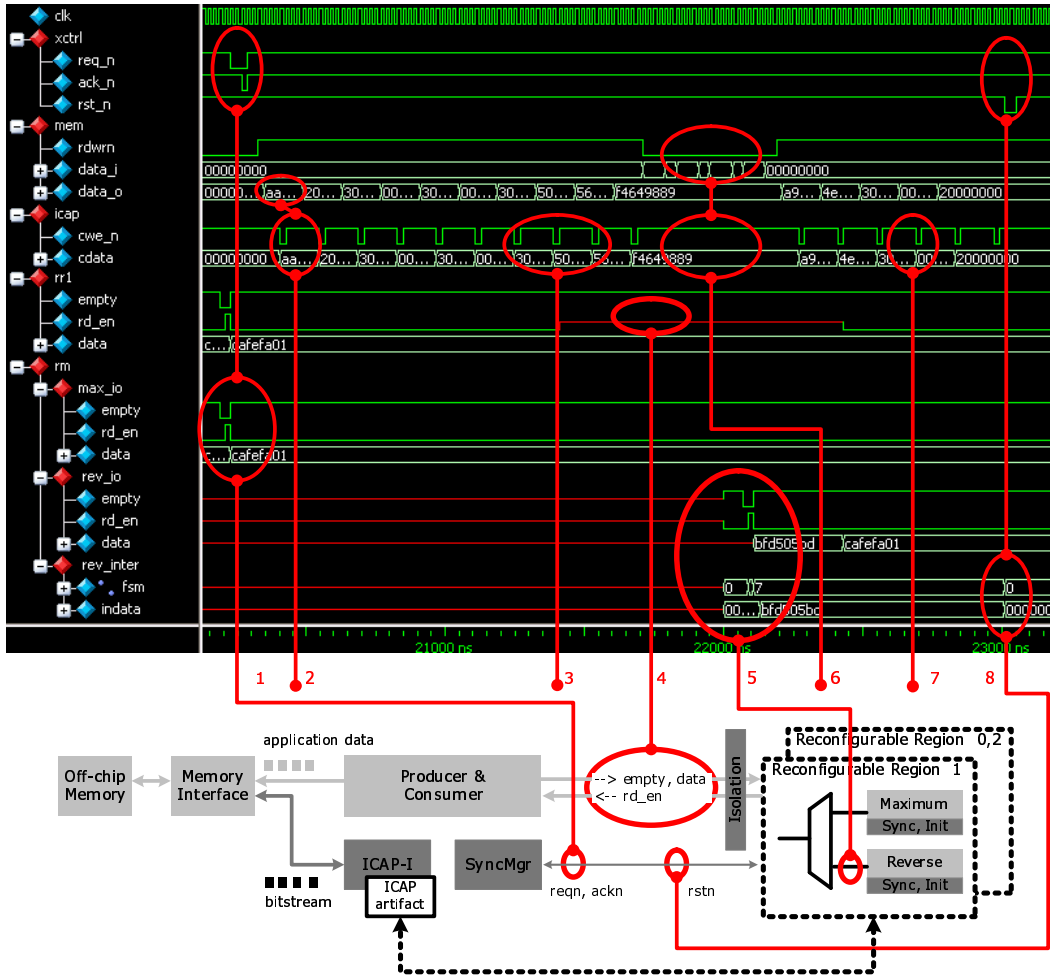 clk
xctrl
req_n
ack_n
rst_n
mem
rdwrn
data_i 00000000 00000000
data_o 00000... aa... 20... 30... 00... 30... 00... 30... 50... 56... f4649889 a9... 4e... 30... 00... 20000000
icap
cwe_n
cdata 00000000 aa... 20... 30... 00... 30... 00... 30... 50... 56... f4649889 a9... 4e... 30... 00... 20000000
rr1
empty
rd_en
data c... cafefa01
rm
max_io
empty
rd_en
data c... cafefa01
rev_io
empty
rd_en
data bfd505bd cafefa01
rev_inter
fsm 0 7 0
indata 00... bfd505bd 000000
21000 ns 22000 ns 23000 ns
1 2 3 4 5 6 7 8
application data
Off-chip
Memory
Memory
Interface
Producer &
Consumer
--> empty, data
<-- rd_en
Isolation
Reconfigurable Region 0,2
Reconfigurable Region 1
Maximum
Sync, Init
Reverse
Sync, Init
ICAP-I
ICAP
artifact
SyncMgr
reqn, ackn
rstn
bitstream